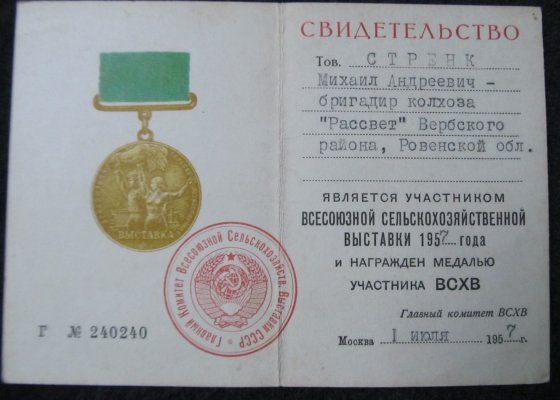 ВЫСТАВКА
Главный Комитет Всесоюзной Сельскохозяйств. Выставки СССР
Г № 240240
СВИДЕТЕЛЬСТВО
Тов. СТРЕНК
Михаил Андреевич -
бригадир колхоза
"Рассвет" Вербского
района, Ровенской обл.
ЯВЛЯЕТСЯ УЧАСТНИКОМ
ВСЕСОЮЗНОЙ СЕЛЬСКОХОЗЯЙСТВЕННОЙ
ВЫСТАВКИ 1957 года
И НАГРАЖДЕН МЕДАЛЬЮ
УЧАСТНИКА ВСХВ
Главный комитет ВСХВ
Москва 1 июля 1957 г.